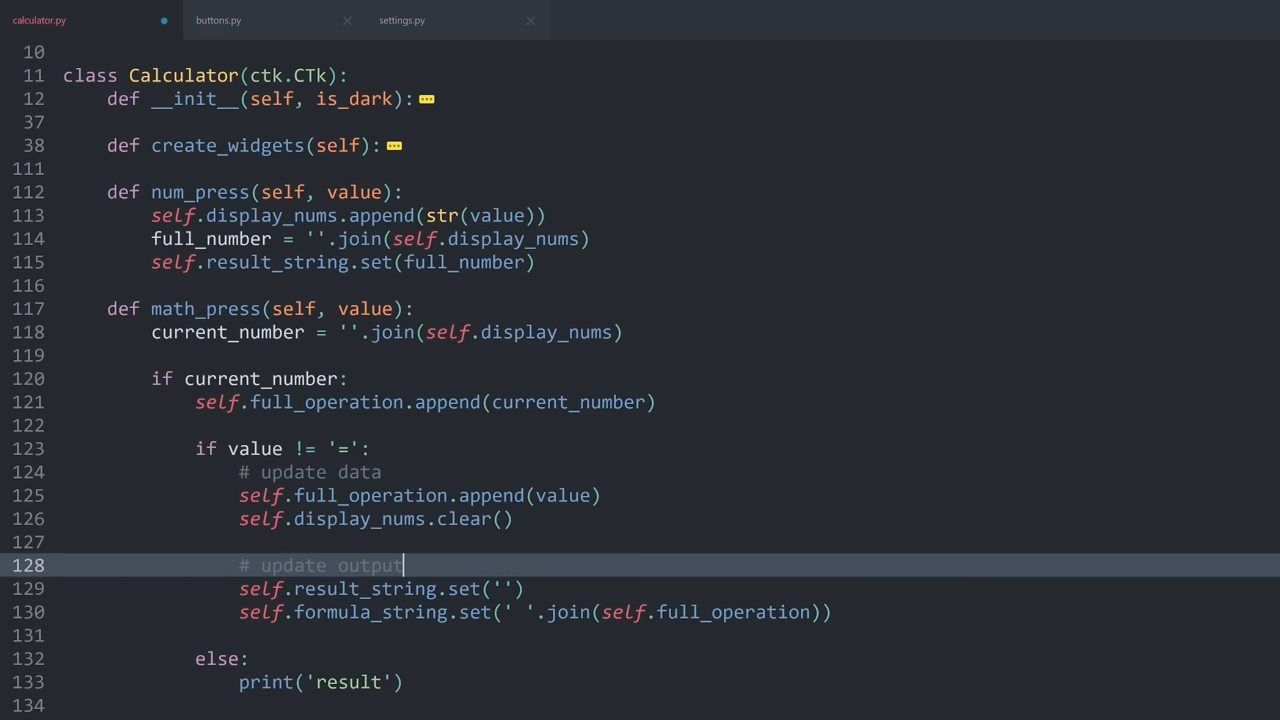 calculator.py buttons.py settings.py
10
11 class Calculator(ctk.CTk):
12     def __init__(self, is_dark):
37
38     def create_widgets(self):
111
112     def num_press(self, value):
113         self.display_nums.append(str(value))
114         full_number = ''.join(self.display_nums)
115         self.result_string.set(full_number)
116
117     def math_press(self, value):
118         current_number = ''.join(self.display_nums)
119
120         if current_number:
121             self.full_operation.append(current_number)
122
123             if value != '=':
124                 # update data
125                 self.full_operation.append(value)
126                 self.display_nums.clear()
127
128                 # update output
129                 self.result_string.set('')
130                 self.formula_string.set(' '.join(self.full_operation))
131
132             else:
133                 print('result')
134